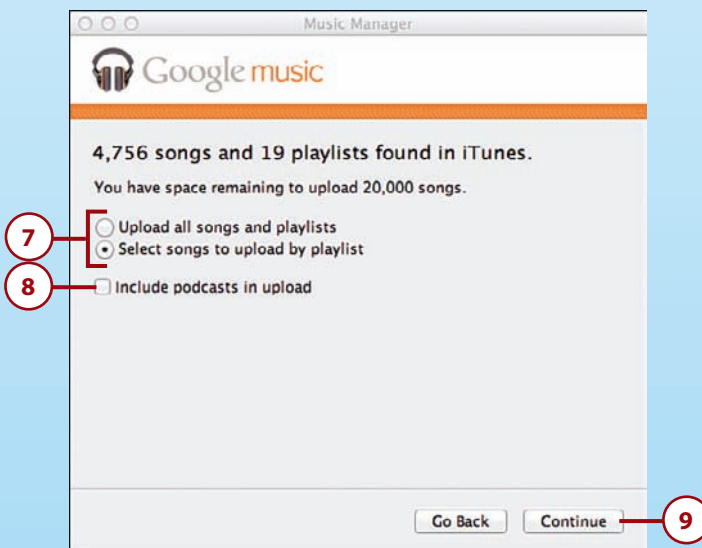 Music Manager
Google music
4,756 songs and 19 playlists found in iTunes.
You have space remaining to upload 20,000 songs.
7
Upload all songs and playlists
Select songs to upload by playlist
8
Include podcasts in upload
Go Back
Continue
9